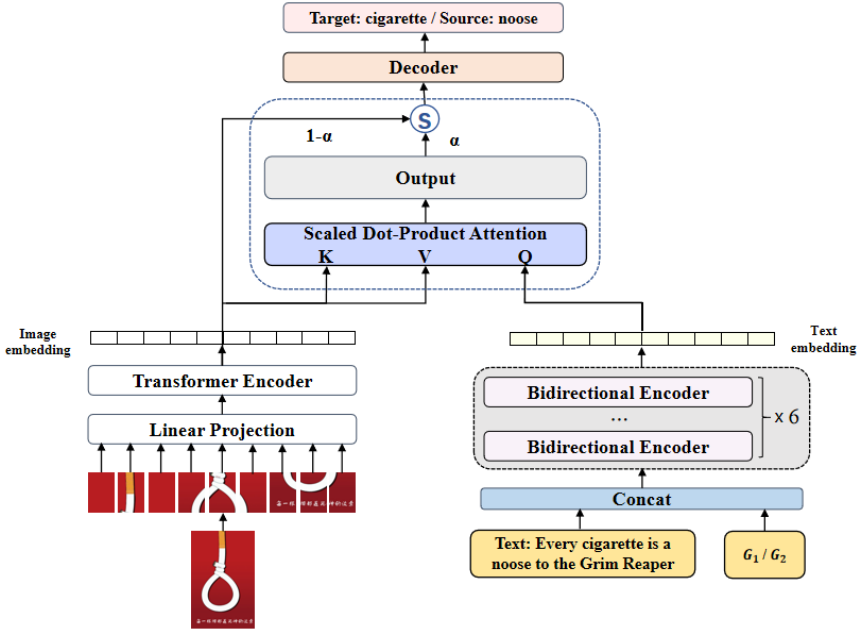 Target: cigarette / Source: noose
Decoder
S
1-α
α
Output
Scaled Dot-Product Attention
K V Q
Image
embedding
Text
embedding
Transformer Encoder
Linear Projection
Bidirectional Encoder
...
Bidirectional Encoder
x 6
Concat
Text: Every cigarette is a
noose to the Grim Reaper
G₁ / G₂